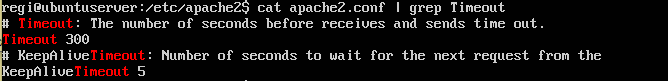 regi@ubuntuserver:/etc/apache2$ cat apache2.conf | grep Timeout
# Timeout: The number of seconds before receives and sends time out.
Timeout 300
# KeepAliveTimeout: Number of seconds to wait for the next request from the
KeepAliveTimeout 5